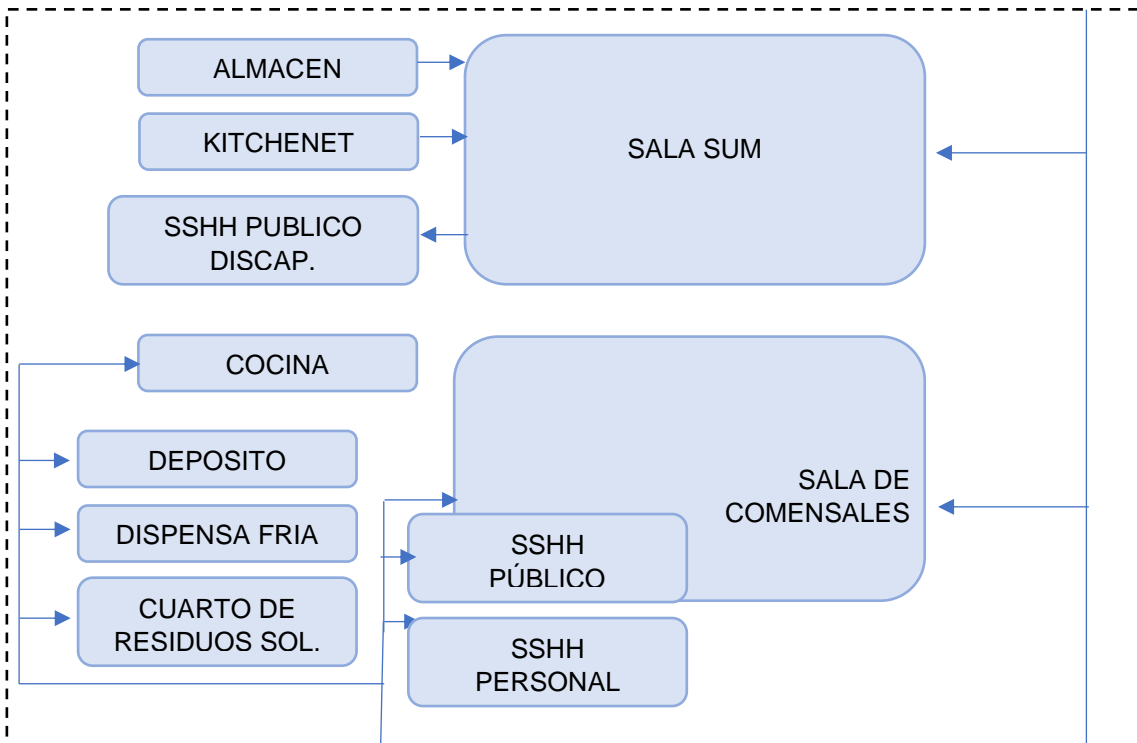 ALMACEN
KITCHENET
SALA SUM
SSHH PUBLICO
DISCAP.
COCINA
DEPOSITO
SALA DE
COMENSALES
DISPENSA FRIA
SSHH
PÚBLICO
CUARTO DE
RESIDUOS SOL.
SSHH
PERSONAL